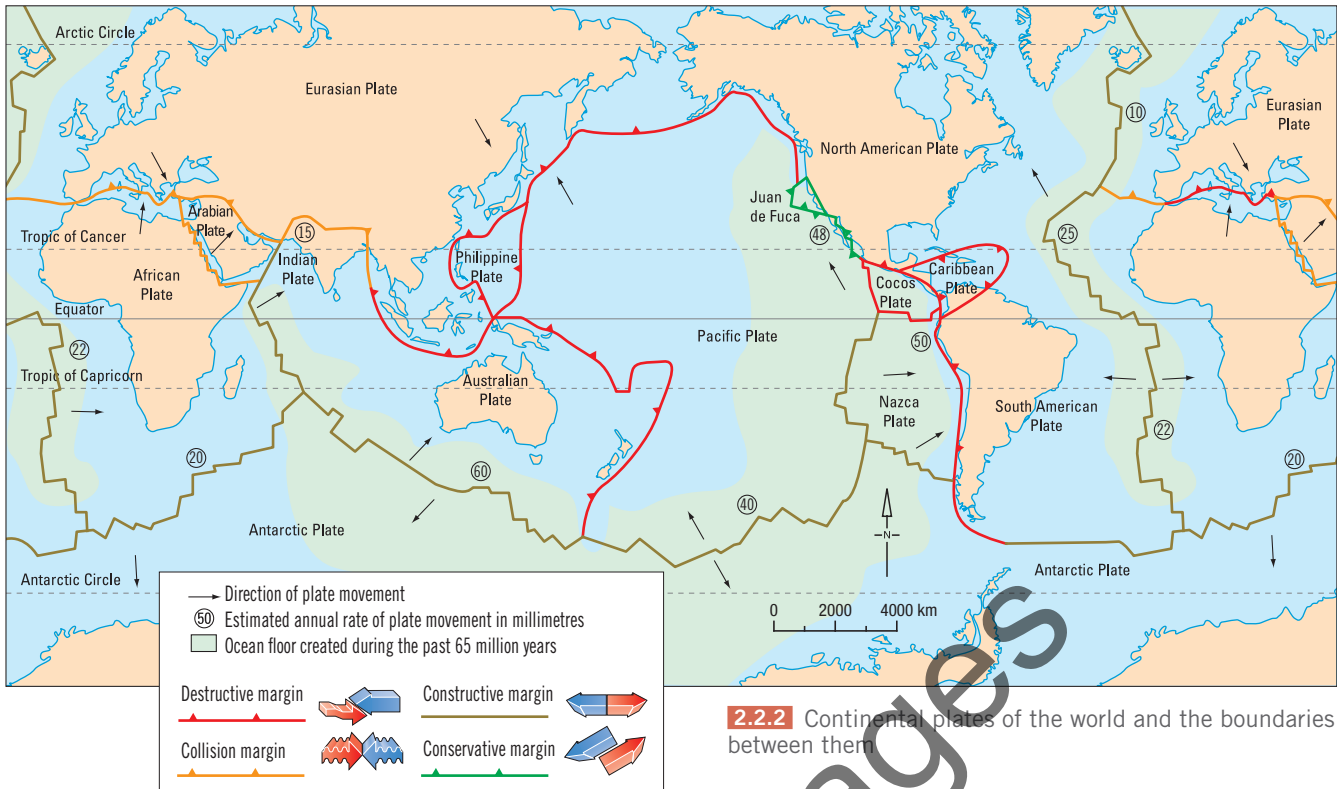 Arctic Circle
Eurasian Plate
10
Eurasian
Plate
North American Plate
Juan
de Fuca
Arabian
Plate
Tropic of Cancer
15
Indian
Plate
African
Plate
Philippine
Plate
48
25
Cocos
Plate
Caribbean
Plate
Equator
22
Pacific Plate
50
Tropic of Capricorn
Australian
Plate
Nazca
Plate
South American
Plate
22
20
60
40
20
Antarctic Plate
N
Antarctic Circle
Antarctic Plate
0 2000 4000 km
Direction of plate movement
50 Estimated annual rate of plate movement in millimetres
Ocean floor created during the past 65 million years
Destructive margin Constructive margin
Collision margin Conservative margin
2.2.2 Continental plates of the world and the boundaries
between them
ages